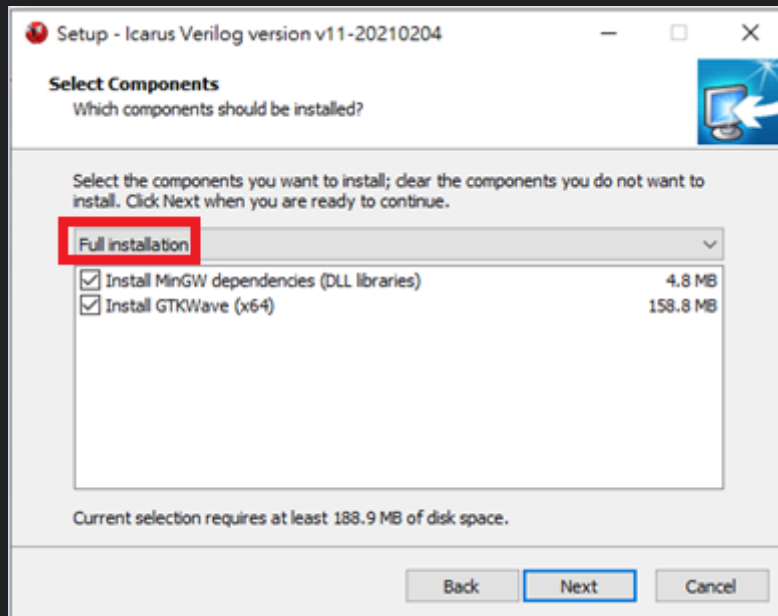 Setup - Icarus Verilog version v11-20210204
Select Components
Which components should be installed?
Select the components you want to install; clear the components you do not want to
install. Click Next when you are ready to continue.
Full installation
Install MinGW dependencies (DLL libraries) 4.8 MB
Install GTKWave (x64) 158.8 MB
Current selection requires at least 188.9 MB of disk space.
Back Next Cancel